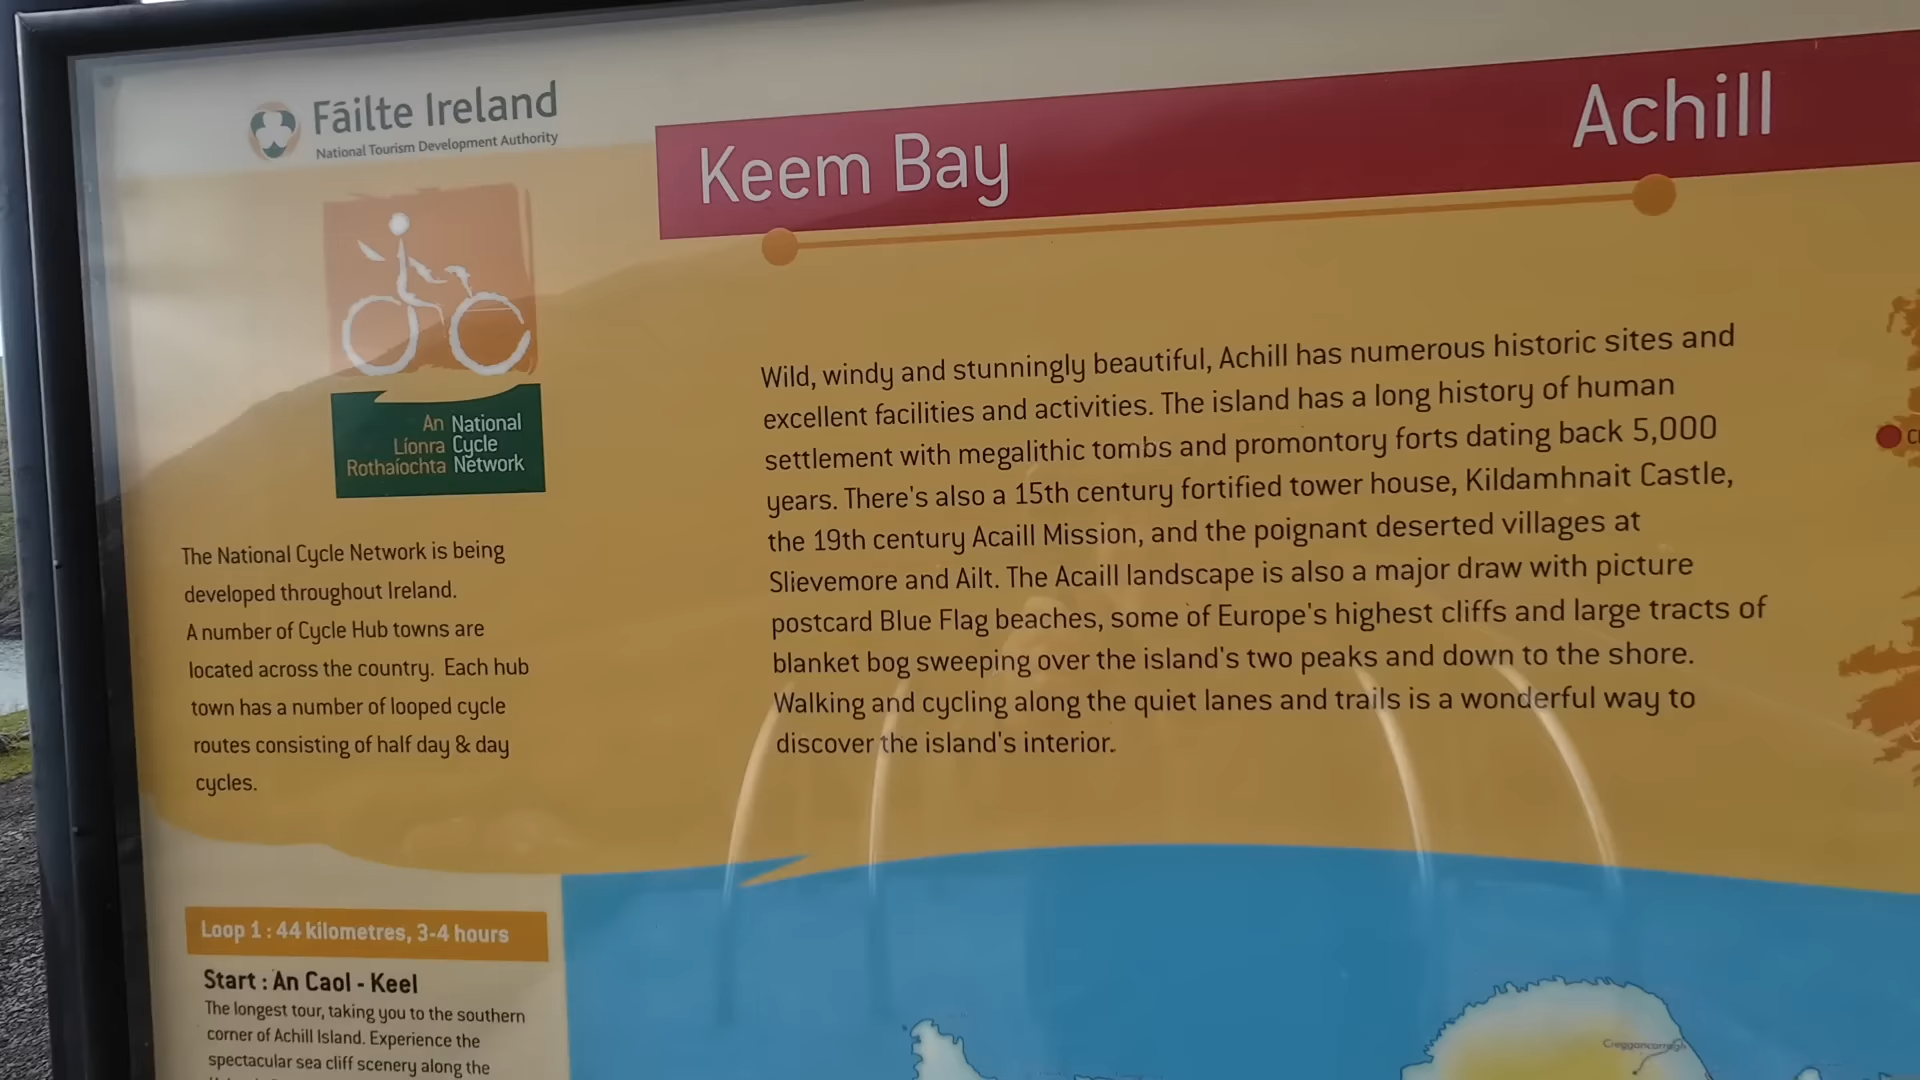 Fáilte Ireland
National Tourism Development Authority
Keem Bay
Achill
An National
Líonra Cycle
Rothaíochta Network
The National Cycle Network is being
developed throughout Ireland.
A number of Cycle Hub towns are
located across the country. Each hub
town has a number of looped cycle
routes consisting of half day & day
cycles.
Wild, windy and stunningly beautiful, Achill has numerous historic sites and
excellent facilities and activities. The island has a long history of human
settlement with megalithic tombs and promontory forts dating back 5,000
years. There's also a 15th century fortified tower house, Kildamhnait Castle,
the 19th century Acaill Mission, and the poignant deserted villages at
Slievemore and Ailt. The Acaill landscape is also a major draw with picture
postcard Blue Flag beaches, some of Europe's highest cliffs and large tracts of
blanket bog sweeping over the island's two peaks and down to the shore.
Walking and cycling along the quiet lanes and trails is a wonderful way to
discover the island's interior.
Loop 1 : 44 kilometres, 3-4 hours
Start : An Caol - Keel
The longest tour, taking you to the southern
corner of Achill Island. Experience the
spectacular sea cliff scenery along the